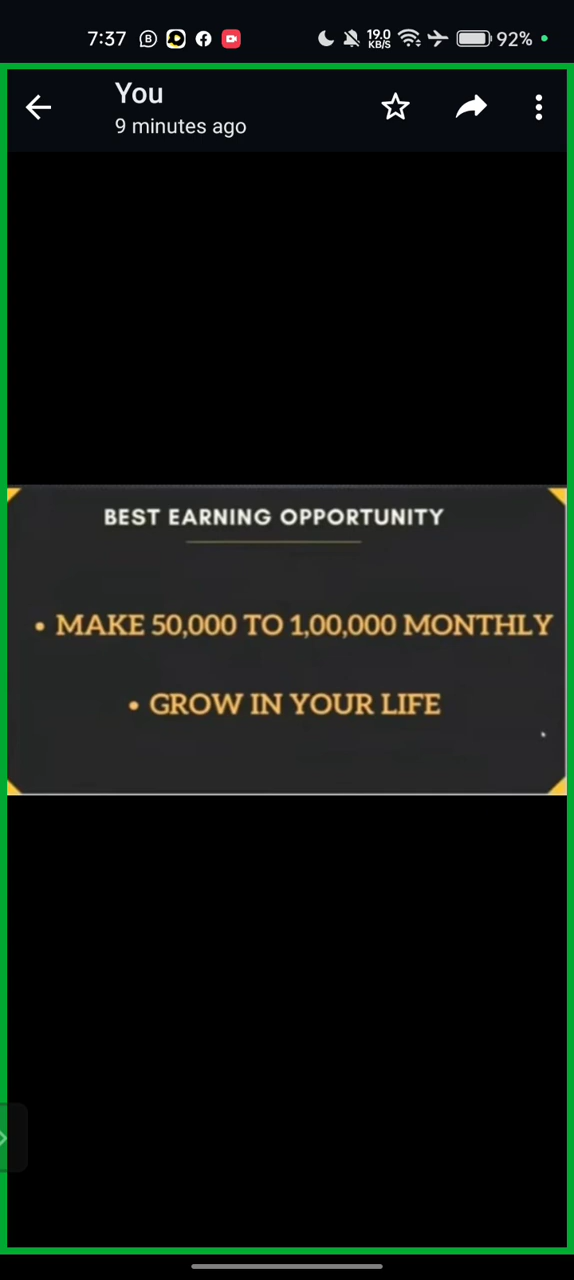 7:37 19.0 KB/S 92%
You
9 minutes ago
BEST EARNING OPPORTUNITY
• MAKE 50,000 TO 1,00,000 MONTHLY
• GROW IN YOUR LIFE